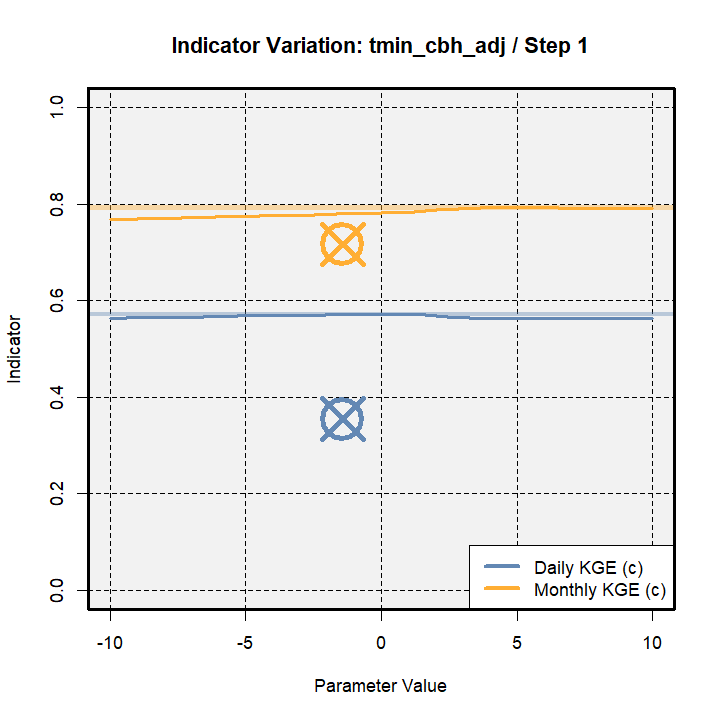 Indicator Variation: tmin_cbh_adj / Step 1
Indicator
1.0
0.8
0.6
0.4
0.2
0.0
Daily KGE (c)
Monthly KGE (c)
-10 -5 0 5 10
Parameter Value